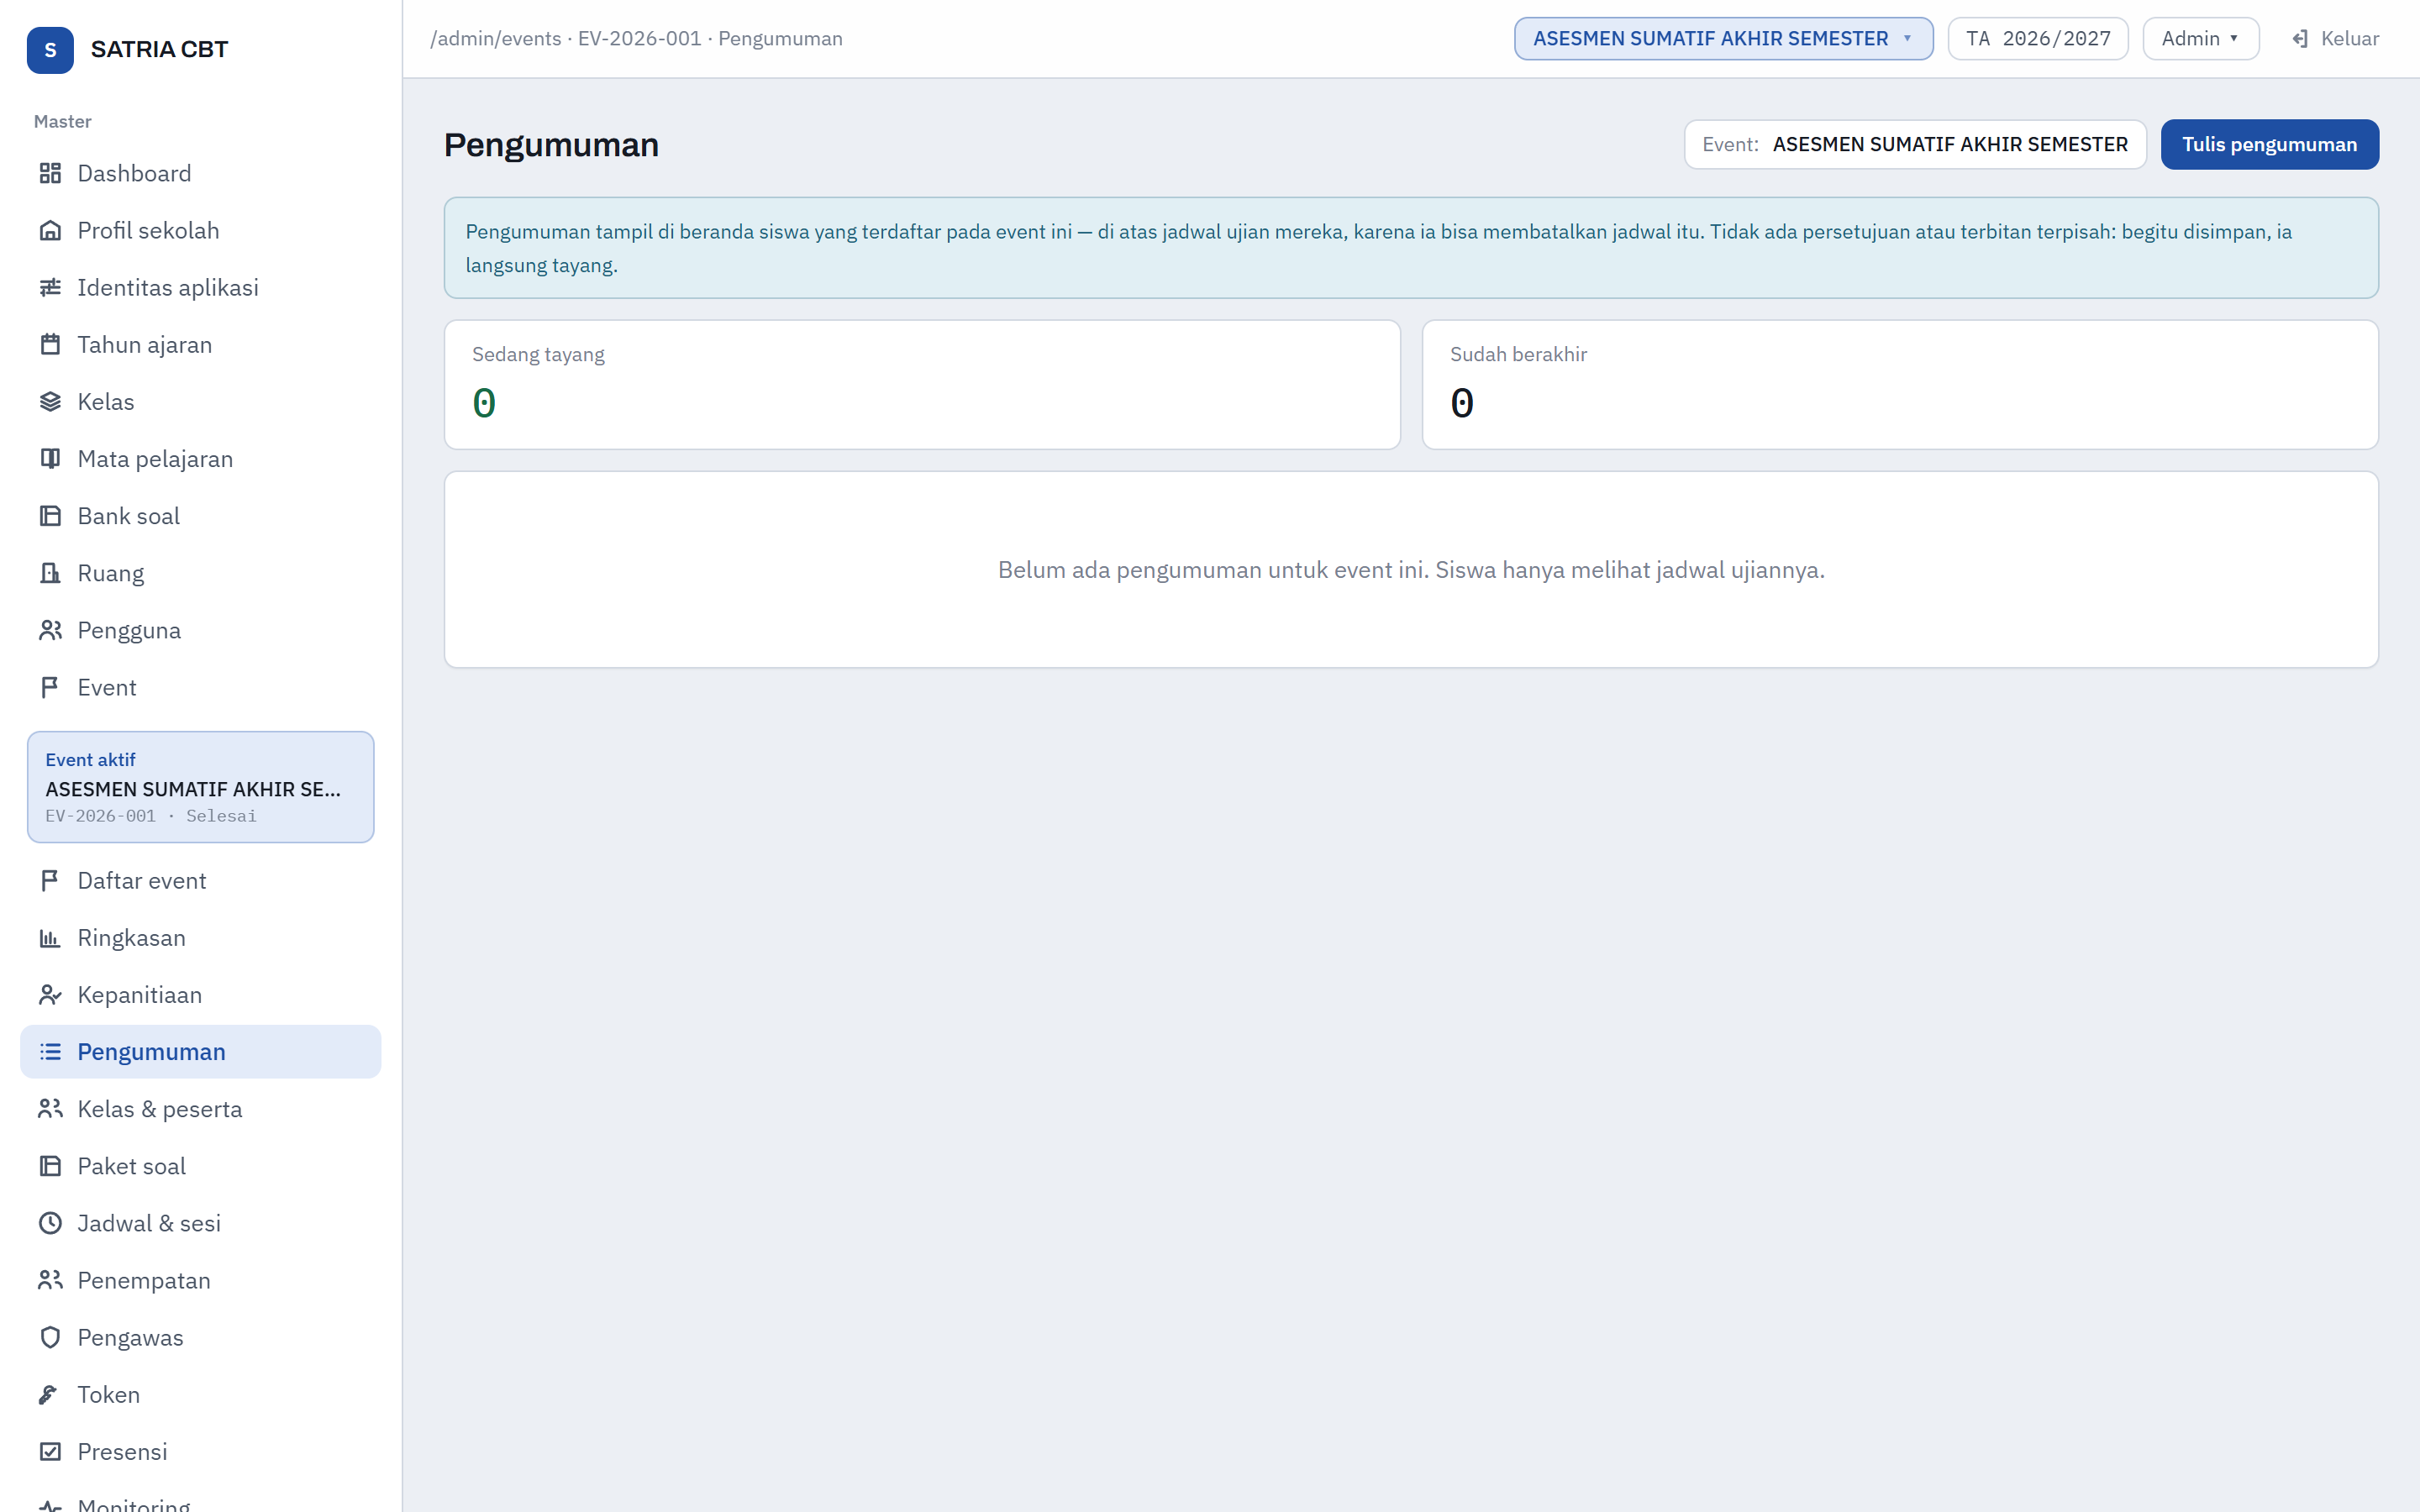 S SATRIA CBT
Master
Dashboard
Profil sekolah
Identitas aplikasi
Tahun ajaran
Kelas
Mata pelajaran
Bank soal
Ruang
Pengguna
Event
Event aktif
ASESMEN SUMATIF AKHIR SE...
EV-2026-001 · Selesai
Daftar event
Ringkasan
Kepanitiaan
Pengumuman
Kelas & peserta
Paket soal
Jadwal & sesi
Penempatan
Pengawas
Token
Presensi
Monitoring
/admin/events · EV-2026-001 · Pengumuman
ASESMEN SUMATIF AKHIR SEMESTER ▾
TA 2026/2027
Admin ▾
Keluar
Pengumuman
Event: ASESMEN SUMATIF AKHIR SEMESTER
Tulis pengumuman
Pengumuman tampil di beranda siswa yang terdaftar pada event ini — di atas jadwal ujian mereka, karena ia bisa membatalkan jadwal itu. Tidak ada persetujuan atau terbitan terpisah: begitu disimpan, ia
langsung tayang.
Sedang tayang
0
Sudah berakhir
0
Belum ada pengumuman untuk event ini. Siswa hanya melihat jadwal ujiannya.